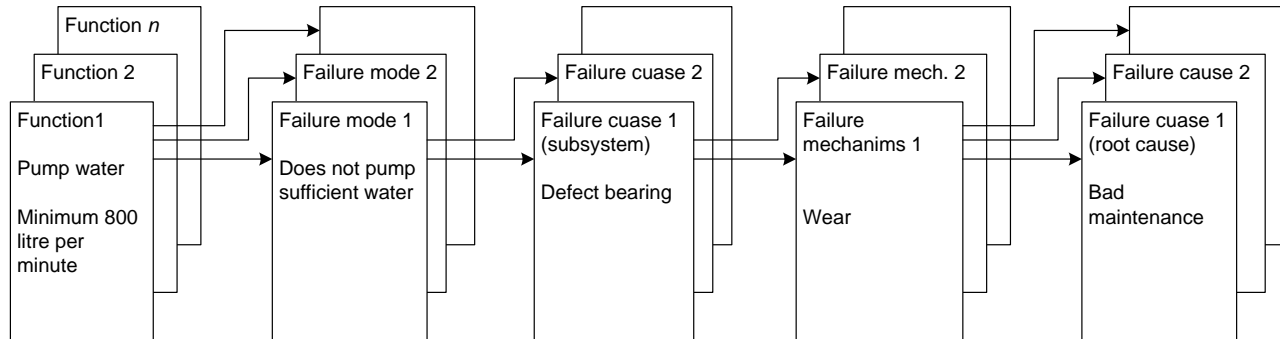 Function n
Function 2
Function1
Pump water
Minimum 800
litre per
minute
Failure mode 2
Failure mode 1
Does not pump
sufficient water
Failure cuase 2
Failure cuase 1
(subsystem)
Defect bearing
Failure mech. 2
Failure
mechanims 1
Wear
Failure cause 2
Failure cuase 1
(root cause)
Bad
maintenance